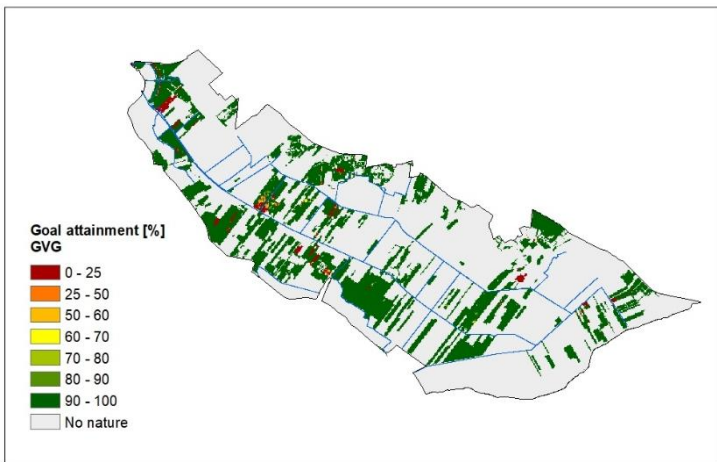 Goal attainment [%]
GVG
0 - 25
25 - 50
50 - 60
60 - 70
70 - 80
80 - 90
90 - 100
No nature